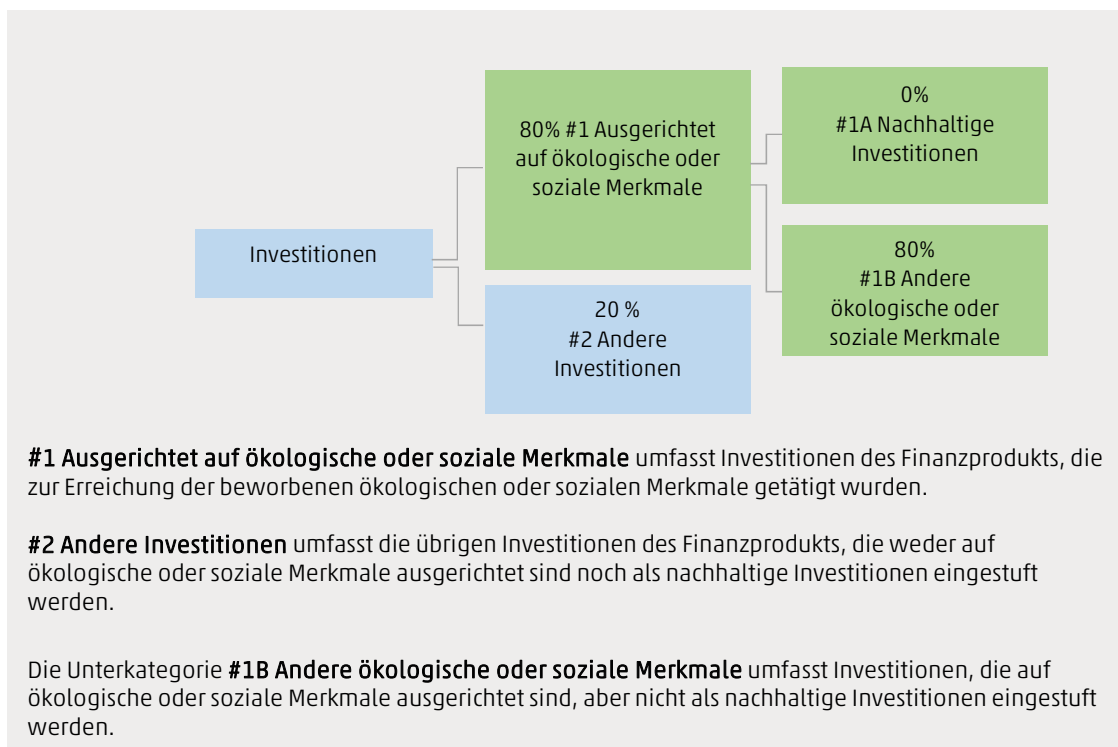 80% #1 Ausgerichtet
auf ökologische oder
soziale Merkmale
0%
#1A Nachhaltige
Investitionen
Investitionen
80%
#1B Andere
ökologische oder
soziale Merkmale
20 %
#2 Andere
Investitionen
#1 Ausgerichtet auf ökologische oder soziale Merkmale umfasst Investitionen des Finanzprodukts, die
zur Erreichung der beworbenen ökologischen oder sozialen Merkmale getätigt wurden.
#2 Andere Investitionen umfasst die übrigen Investitionen des Finanzprodukts, die weder auf
ökologische oder soziale Merkmale ausgerichtet sind noch als nachhaltige Investitionen eingestuft
werden.
Die Unterkategorie #1B Andere ökologische oder soziale Merkmale umfasst Investitionen, die auf
ökologische oder soziale Merkmale ausgerichtet sind, aber nicht als nachhaltige Investitionen eingestuft
werden.